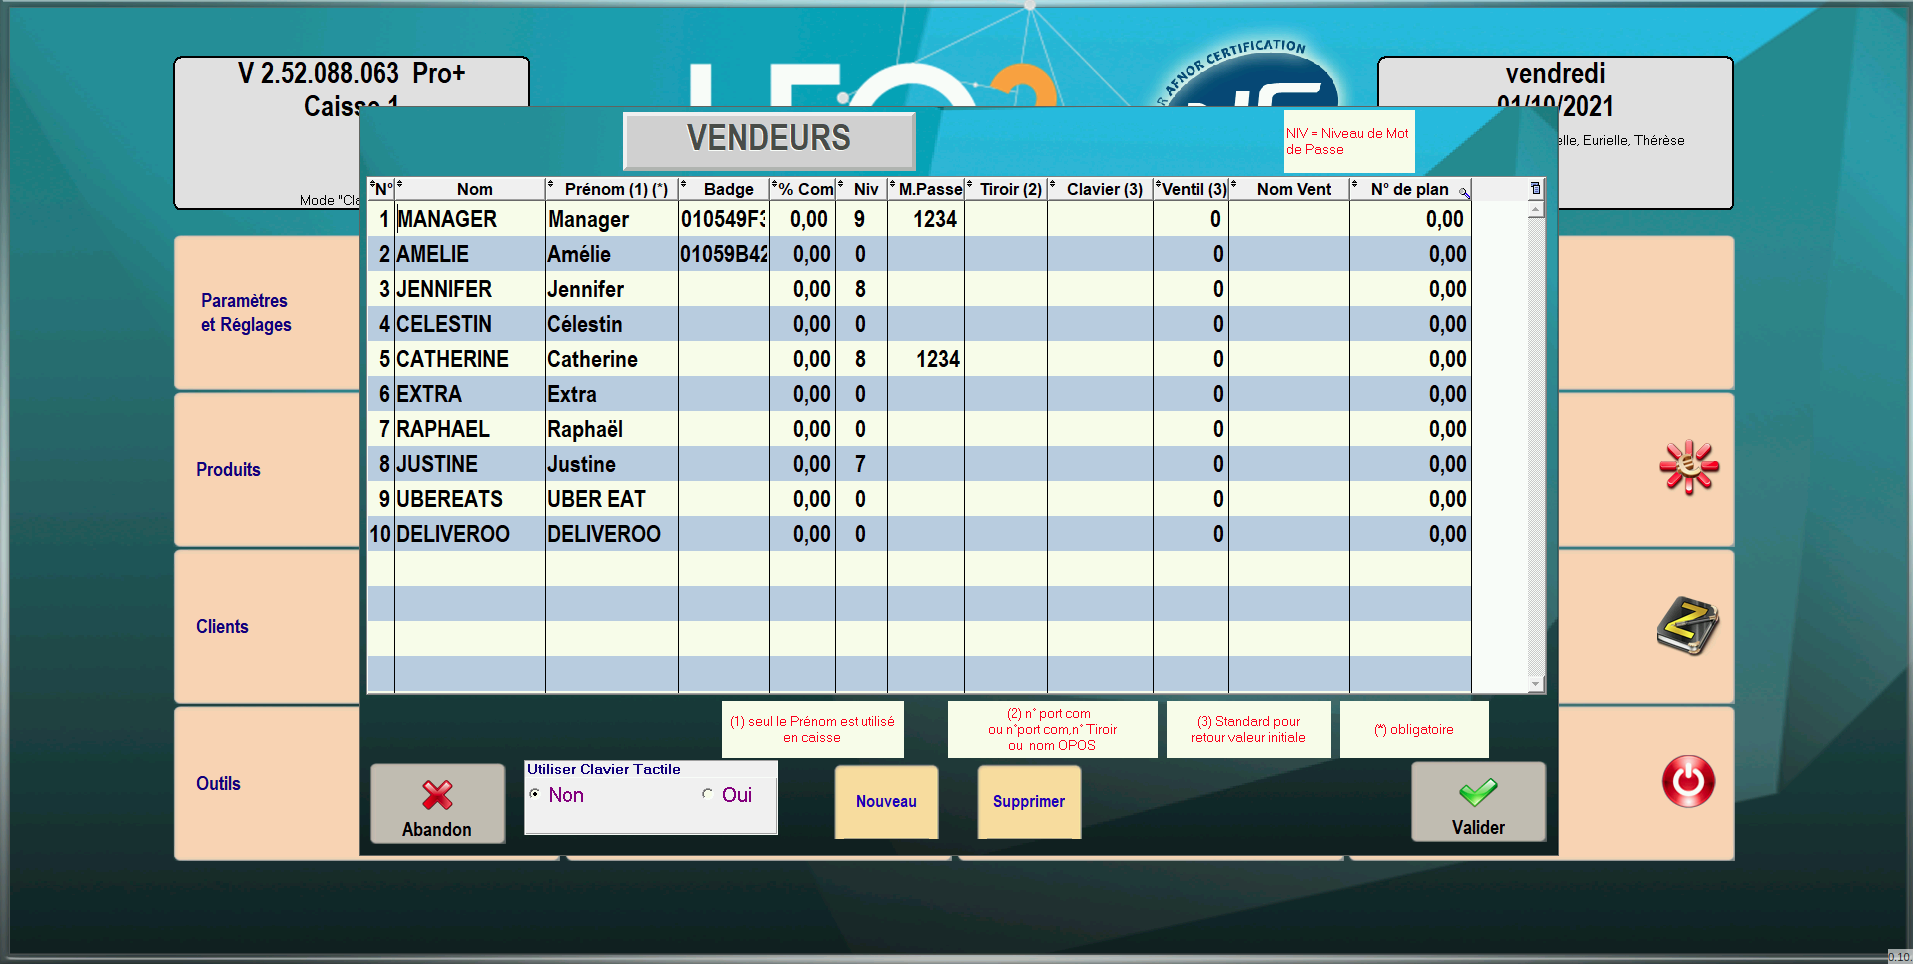 V 2.52.088.063 Pro+
Caisse 1
Mode "Cla
AFNOR CERTIFICATION
vendredi
01/10/2021
elle, Eurielle, Thérèse
VENDEURS
NIV = Niveau de Mot
de Passe
N° Nom Prénom (1) (*) Badge % Com Niv M.Passe Tiroir (2) Clavier (3) Ventil (3) Nom Vent N° de plan
1 MANAGER Manager 010549F3 0,00 9 1234 0 0,00
2 AMELIE Amélie 01059B42 0,00 0 0 0,00
3 JENNIFER Jennifer 0,00 8 0 0,00
4 CELESTIN Célestin 0,00 0 0 0,00
5 CATHERINE Catherine 0,00 8 1234 0 0,00
6 EXTRA Extra 0,00 0 0 0,00
7 RAPHAEL Raphaël 0,00 0 0 0,00
8 JUSTINE Justine 0,00 7 0 0,00
9 UBEREATS UBER EAT 0,00 0 0 0,00
10 DELIVEROO DELIVEROO 0,00 0 0 0,00
Paramètres
et Réglages
Produits
Clients
Outils
(1) seul le Prénom est utilisé
en caisse
(2) n° port com
ou n°port com,n° Tiroir
ou nom OPOS
(3) Standard pour
retour valeur initiale
(*) obligatoire
Abandon
Utiliser Clavier Tactile
Non Oui
Nouveau
Supprimer
Valider
0.10.